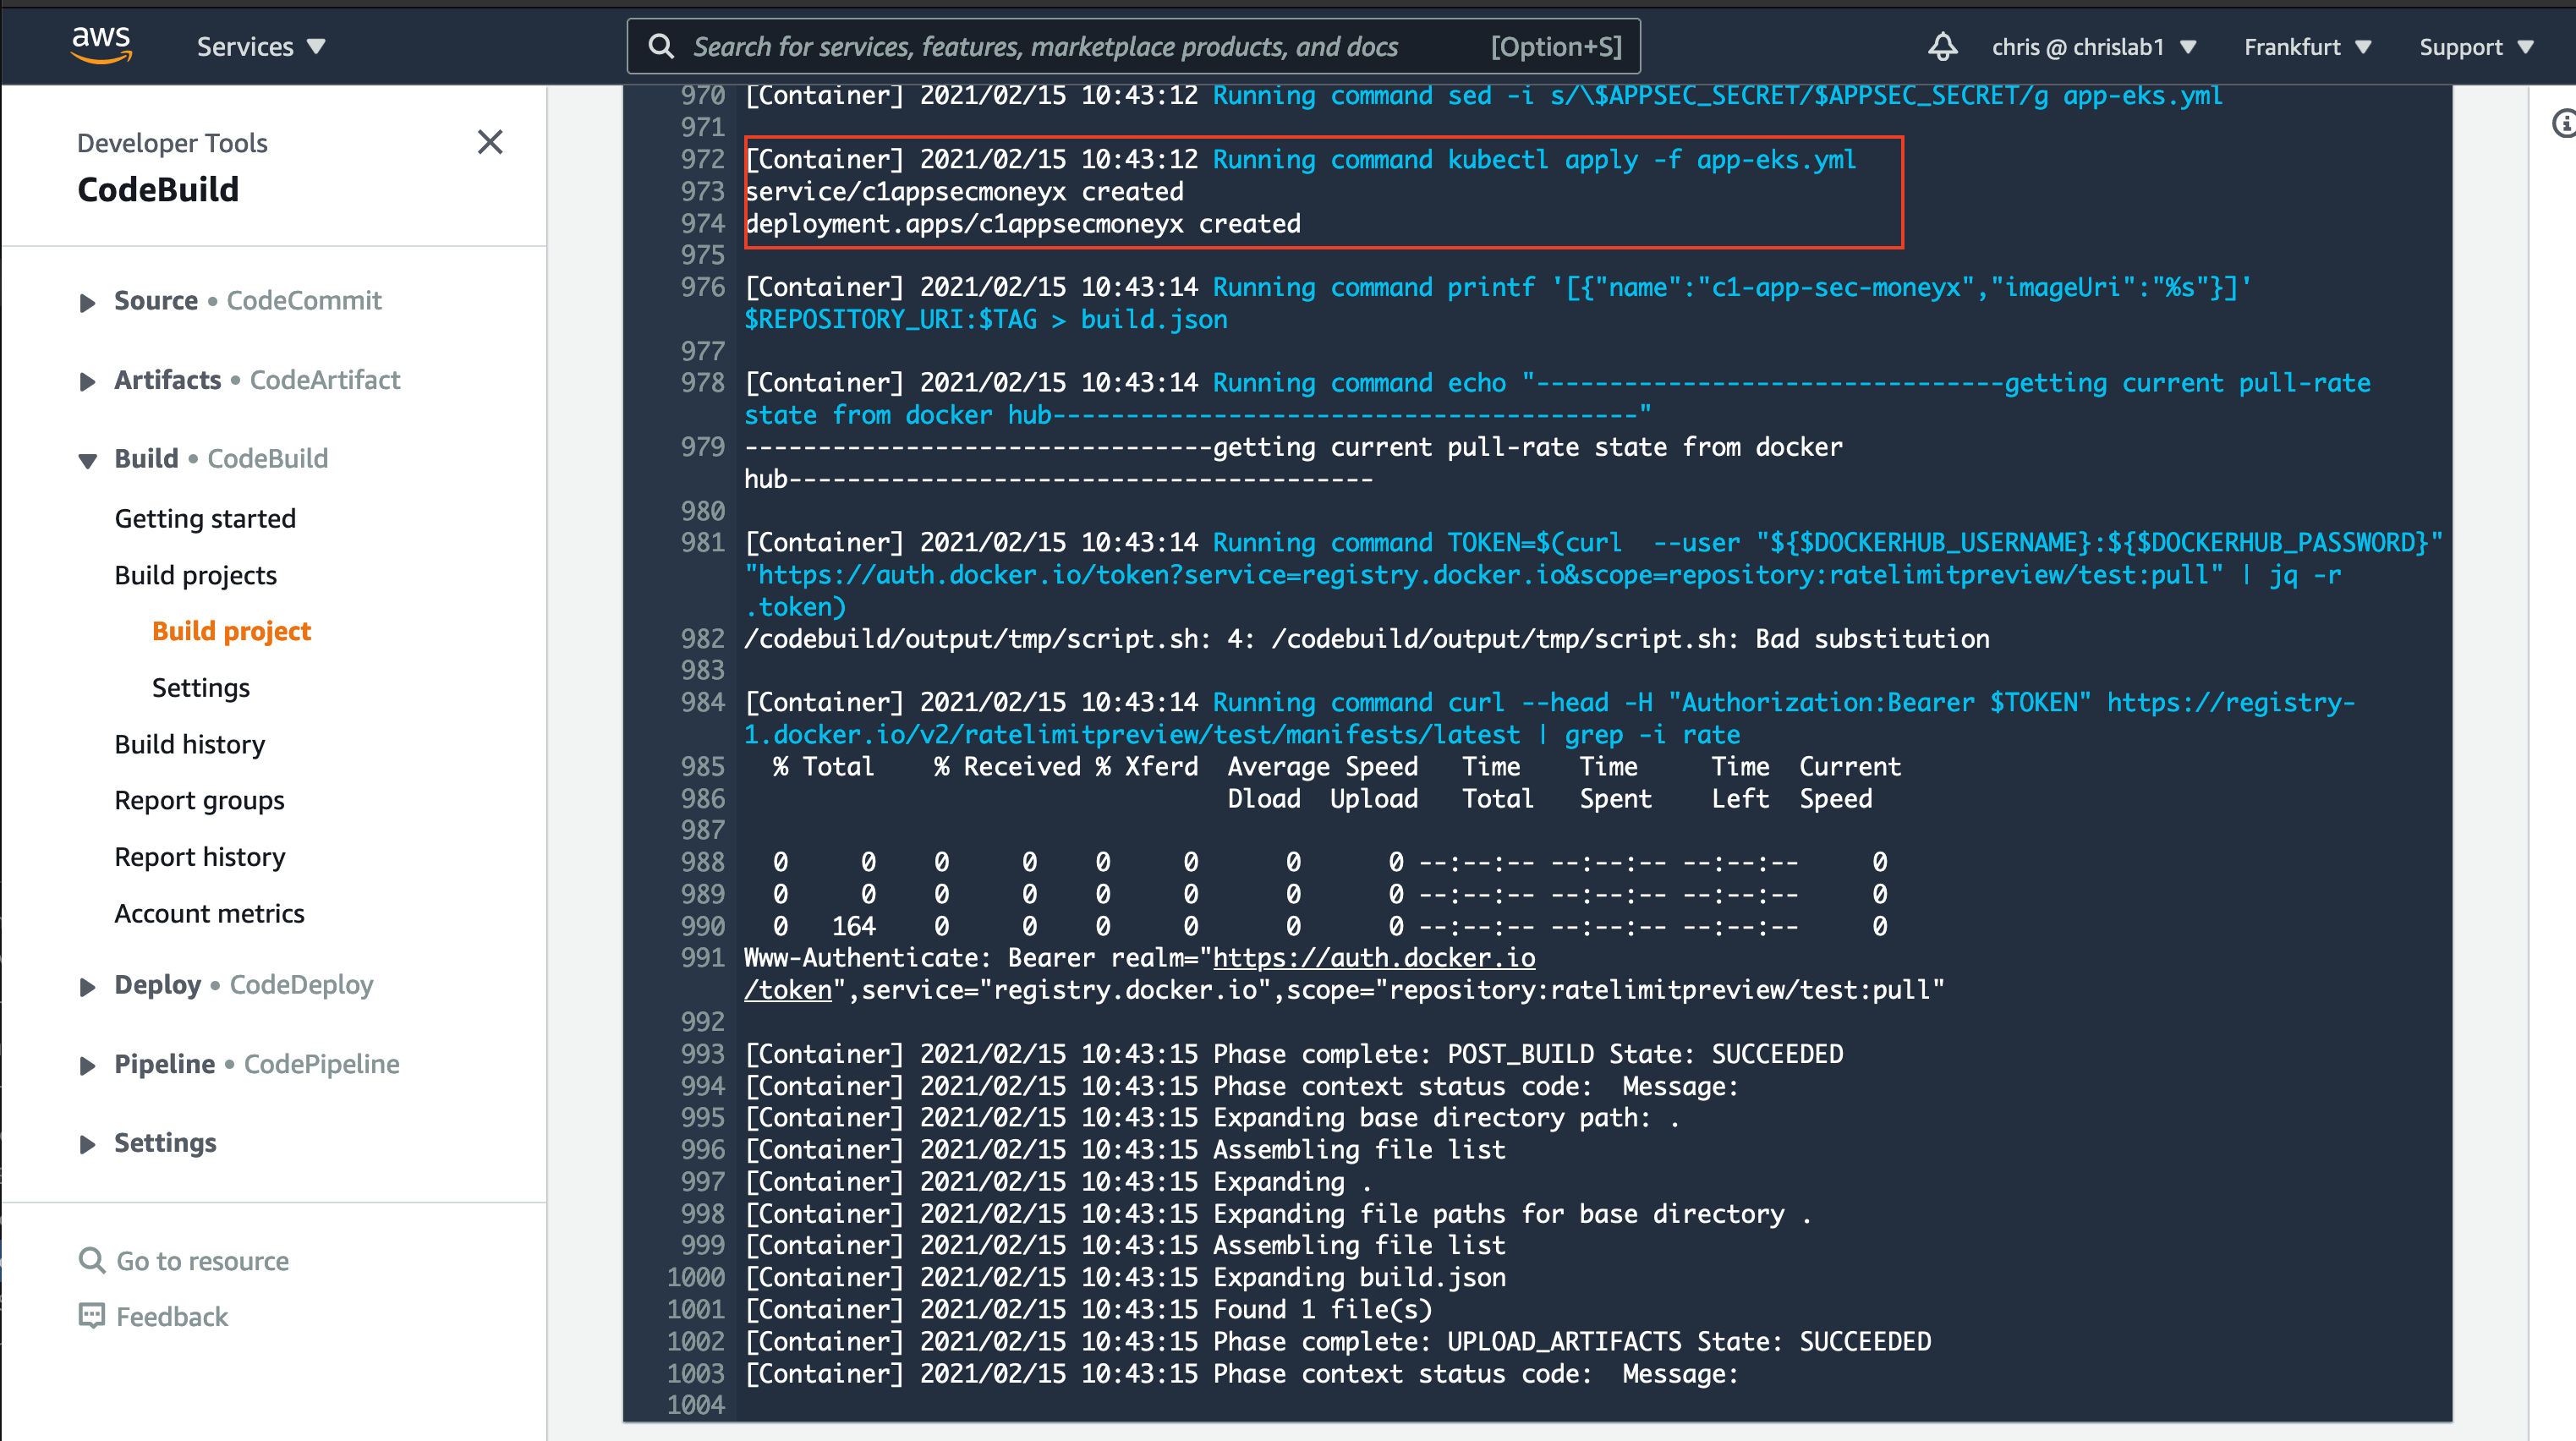 aws
Services
Search for services, features, marketplace products, and docs [Option+S]
chris @ chrislab1
Frankfurt
Support
Developer Tools
CodeBuild
Source • CodeCommit
Artifacts • CodeArtifact
Build • CodeBuild
Getting started
Build projects
Build project
Settings
Build history
Report groups
Report history
Account metrics
Deploy • CodeDeploy
Pipeline • CodePipeline
Settings
Go to resource
Feedback
970 [Container] 2021/02/15 10:43:12 Running command sed -i s/\$APPSEC_SECRET/$APPSEC_SECRET/g app-eks.yml
971
972 [Container] 2021/02/15 10:43:12 Running command kubectl apply -f app-eks.yml
973 service/c1appsecmoneyx created
974 deployment.apps/c1appsecmoneyx created
975
976 [Container] 2021/02/15 10:43:14 Running command printf '[{"name":"c1-app-sec-moneyx","imageUri":"%s"}]'
$REPOSITORY_URI:$TAG > build.json
977
978 [Container] 2021/02/15 10:43:14 Running command echo "--------------------------------getting current pull-rate
state from docker hub----------------------------------------"
979 --------------------------------getting current pull-rate state from docker
hub----------------------------------------
980
981 [Container] 2021/02/15 10:43:14 Running command TOKEN=$(curl  --user "${$DOCKERHUB_USERNAME}:${$DOCKERHUB_PASSWORD}"
"https://auth.docker.io/token?service=registry.docker.io&scope=repository:ratelimitpreview/test:pull" | jq -r
.token)
982 /codebuild/output/tmp/script.sh: 4: /codebuild/output/tmp/script.sh: Bad substitution
983
984 [Container] 2021/02/15 10:43:14 Running command curl --head -H "Authorization:Bearer $TOKEN" https://registry-
1.docker.io/v2/ratelimitpreview/test/manifests/latest | grep -i rate
985   % Total    % Received % Xferd  Average Speed   Time    Time     Time  Current
986                                  Dload  Upload   Total   Spent    Left  Speed
987
988   0     0    0     0    0     0      0      0 --:--:-- --:--:-- --:--:--     0
989   0     0    0     0    0     0      0      0 --:--:-- --:--:-- --:--:--     0
990   0   164    0     0    0     0      0      0 --:--:-- --:--:-- --:--:--     0
991 Www-Authenticate: Bearer realm="https://auth.docker.io
/token",service="registry.docker.io",scope="repository:ratelimitpreview/test:pull"
992
993 [Container] 2021/02/15 10:43:15 Phase complete: POST_BUILD State: SUCCEEDED
994 [Container] 2021/02/15 10:43:15 Phase context status code:  Message:
995 [Container] 2021/02/15 10:43:15 Expanding base directory path: .
996 [Container] 2021/02/15 10:43:15 Assembling file list
997 [Container] 2021/02/15 10:43:15 Expanding .
998 [Container] 2021/02/15 10:43:15 Expanding file paths for base directory .
999 [Container] 2021/02/15 10:43:15 Assembling file list
1000 [Container] 2021/02/15 10:43:15 Expanding build.json
1001 [Container] 2021/02/15 10:43:15 Found 1 file(s)
1002 [Container] 2021/02/15 10:43:15 Phase complete: UPLOAD_ARTIFACTS State: SUCCEEDED
1003 [Container] 2021/02/15 10:43:15 Phase context status code:  Message:
1004